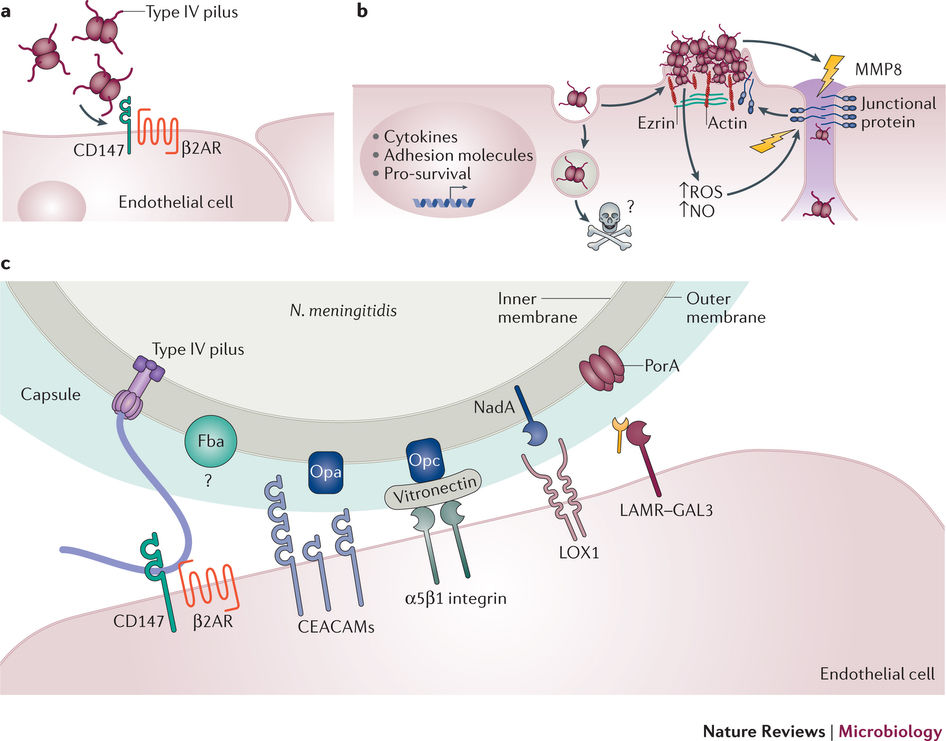 a
Type IV pilus
CD147
β2AR
Endothelial cell
b
• Cytokines
• Adhesion molecules
• Pro-survival
?
Ezrin
Actin
↑ROS
↑NO
MMP8
Junctional
protein
c
N. meningitidis
Inner
membrane
Outer
membrane
Type IV pilus
Capsule
PorA
NadA
Fba
?
Opa
Opc
Vitronectin
LAMR–GAL3
LOX1
α5β1 integrin
CD147
β2AR
CEACAMs
Endothelial cell
Nature Reviews | Microbiology